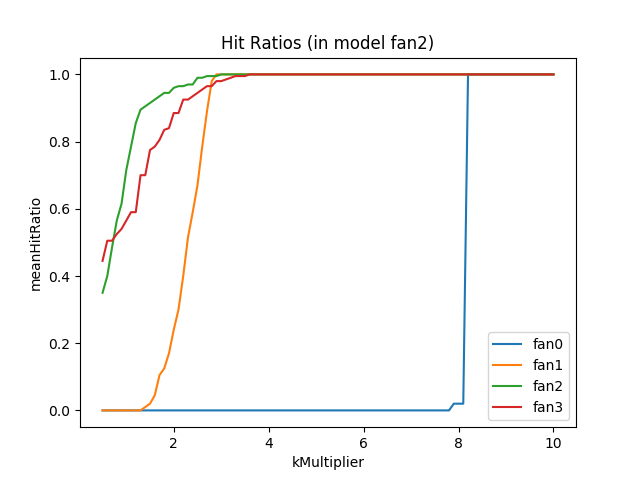 Hit Ratios (in model fan2)
meanHitRatio
1.0
0.8
0.6
0.4
0.2
0.0
2 4 6 8 10
kMultiplier
fan0
fan1
fan2
fan3